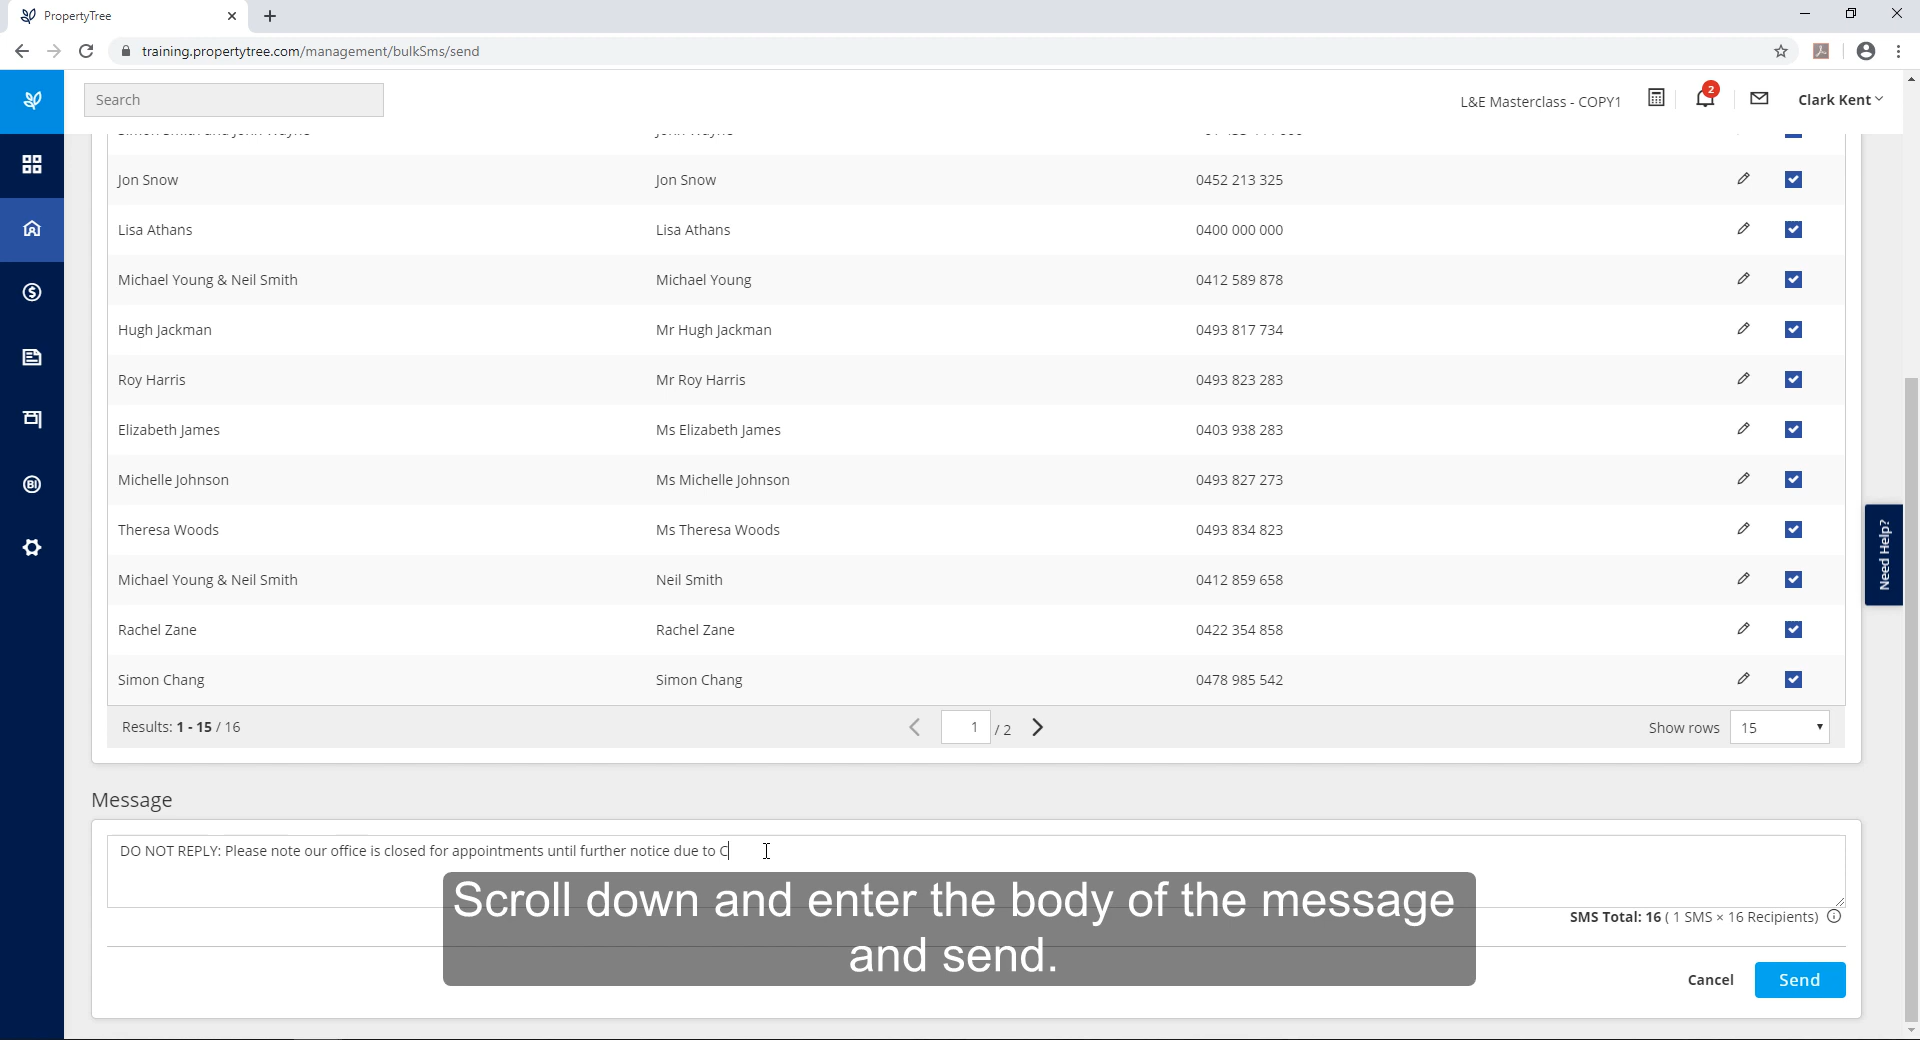 PropertyTree
training.propertytree.com/management/bulkSms/send
Search
L&E Masterclass - COPY1
2
Clark Kent
Jon Snow Jon Snow 0452 213 325
Lisa Athans Lisa Athans 0400 000 000
Michael Young & Neil Smith Michael Young 0412 589 878
Hugh Jackman Mr Hugh Jackman 0493 817 734
Roy Harris Mr Roy Harris 0493 823 283
Elizabeth James Ms Elizabeth James 0403 938 283
Michelle Johnson Ms Michelle Johnson 0493 827 273
Theresa Woods Ms Theresa Woods 0493 834 823
Michael Young & Neil Smith Neil Smith 0412 859 658
Rachel Zane Rachel Zane 0422 354 858
Simon Chang Simon Chang 0478 985 542
BI
Need Help?
Results: 1 - 15 / 16 1 / 2 Show rows 15
Message
DO NOT REPLY: Please note our office is closed for appointments until further notice due to C
Scroll down and enter the body of the message
and send.
SMS Total: 16 ( 1 SMS × 16 Recipients)
Cancel Send